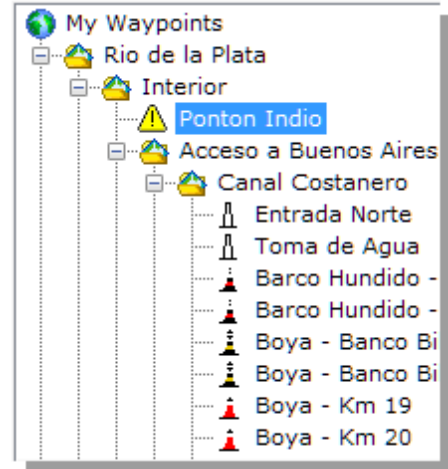 My Waypoints
Rio de la Plata
Interior
Ponton Indio
Acceso a Buenos Aires
Canal Costanero
Entrada Norte
Toma de Agua
Barco Hundido -
Barco Hundido -
Boya - Banco Bi
Boya - Banco Bi
Boya - Km 19
Boya - Km 20